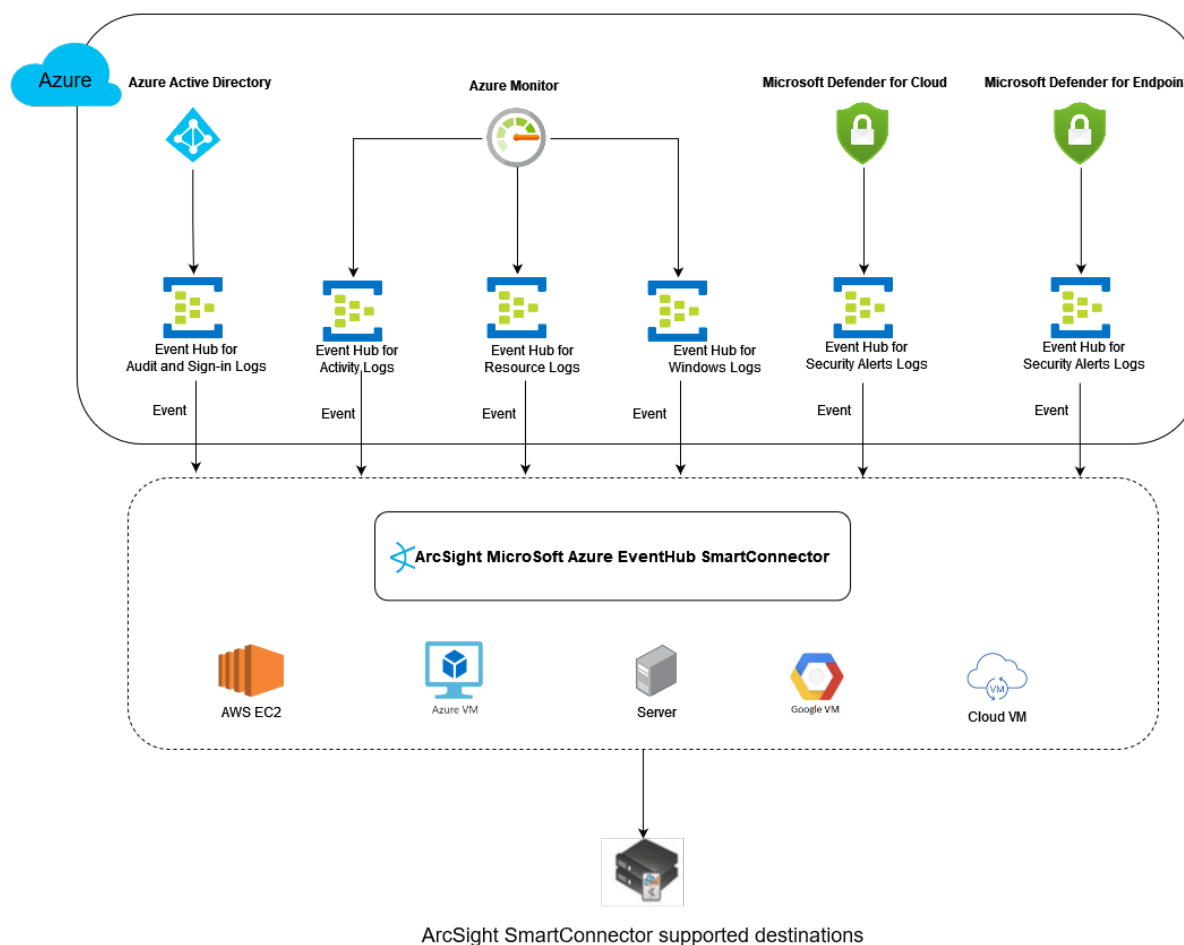 Azure
Azure Active Directory
Azure Monitor
Microsoft Defender for Cloud
Microsoft Defender for Endpoin
Event Hub for
Audit and Sign-in Logs
Event Hub for
Activity Logs
Event Hub for
Resource Logs
Event Hub for
Windows Logs
Event Hub for
Security Alerts Logs
Event Hub for
Security Alerts Logs
Event
Event
Event
Event
Event
Event
ArcSight MicroSoft Azure EventHub SmartConnector
AWS EC2
Azure VM
Server
Google VM
VM
Cloud VM
ArcSight SmartConnector supported destinations